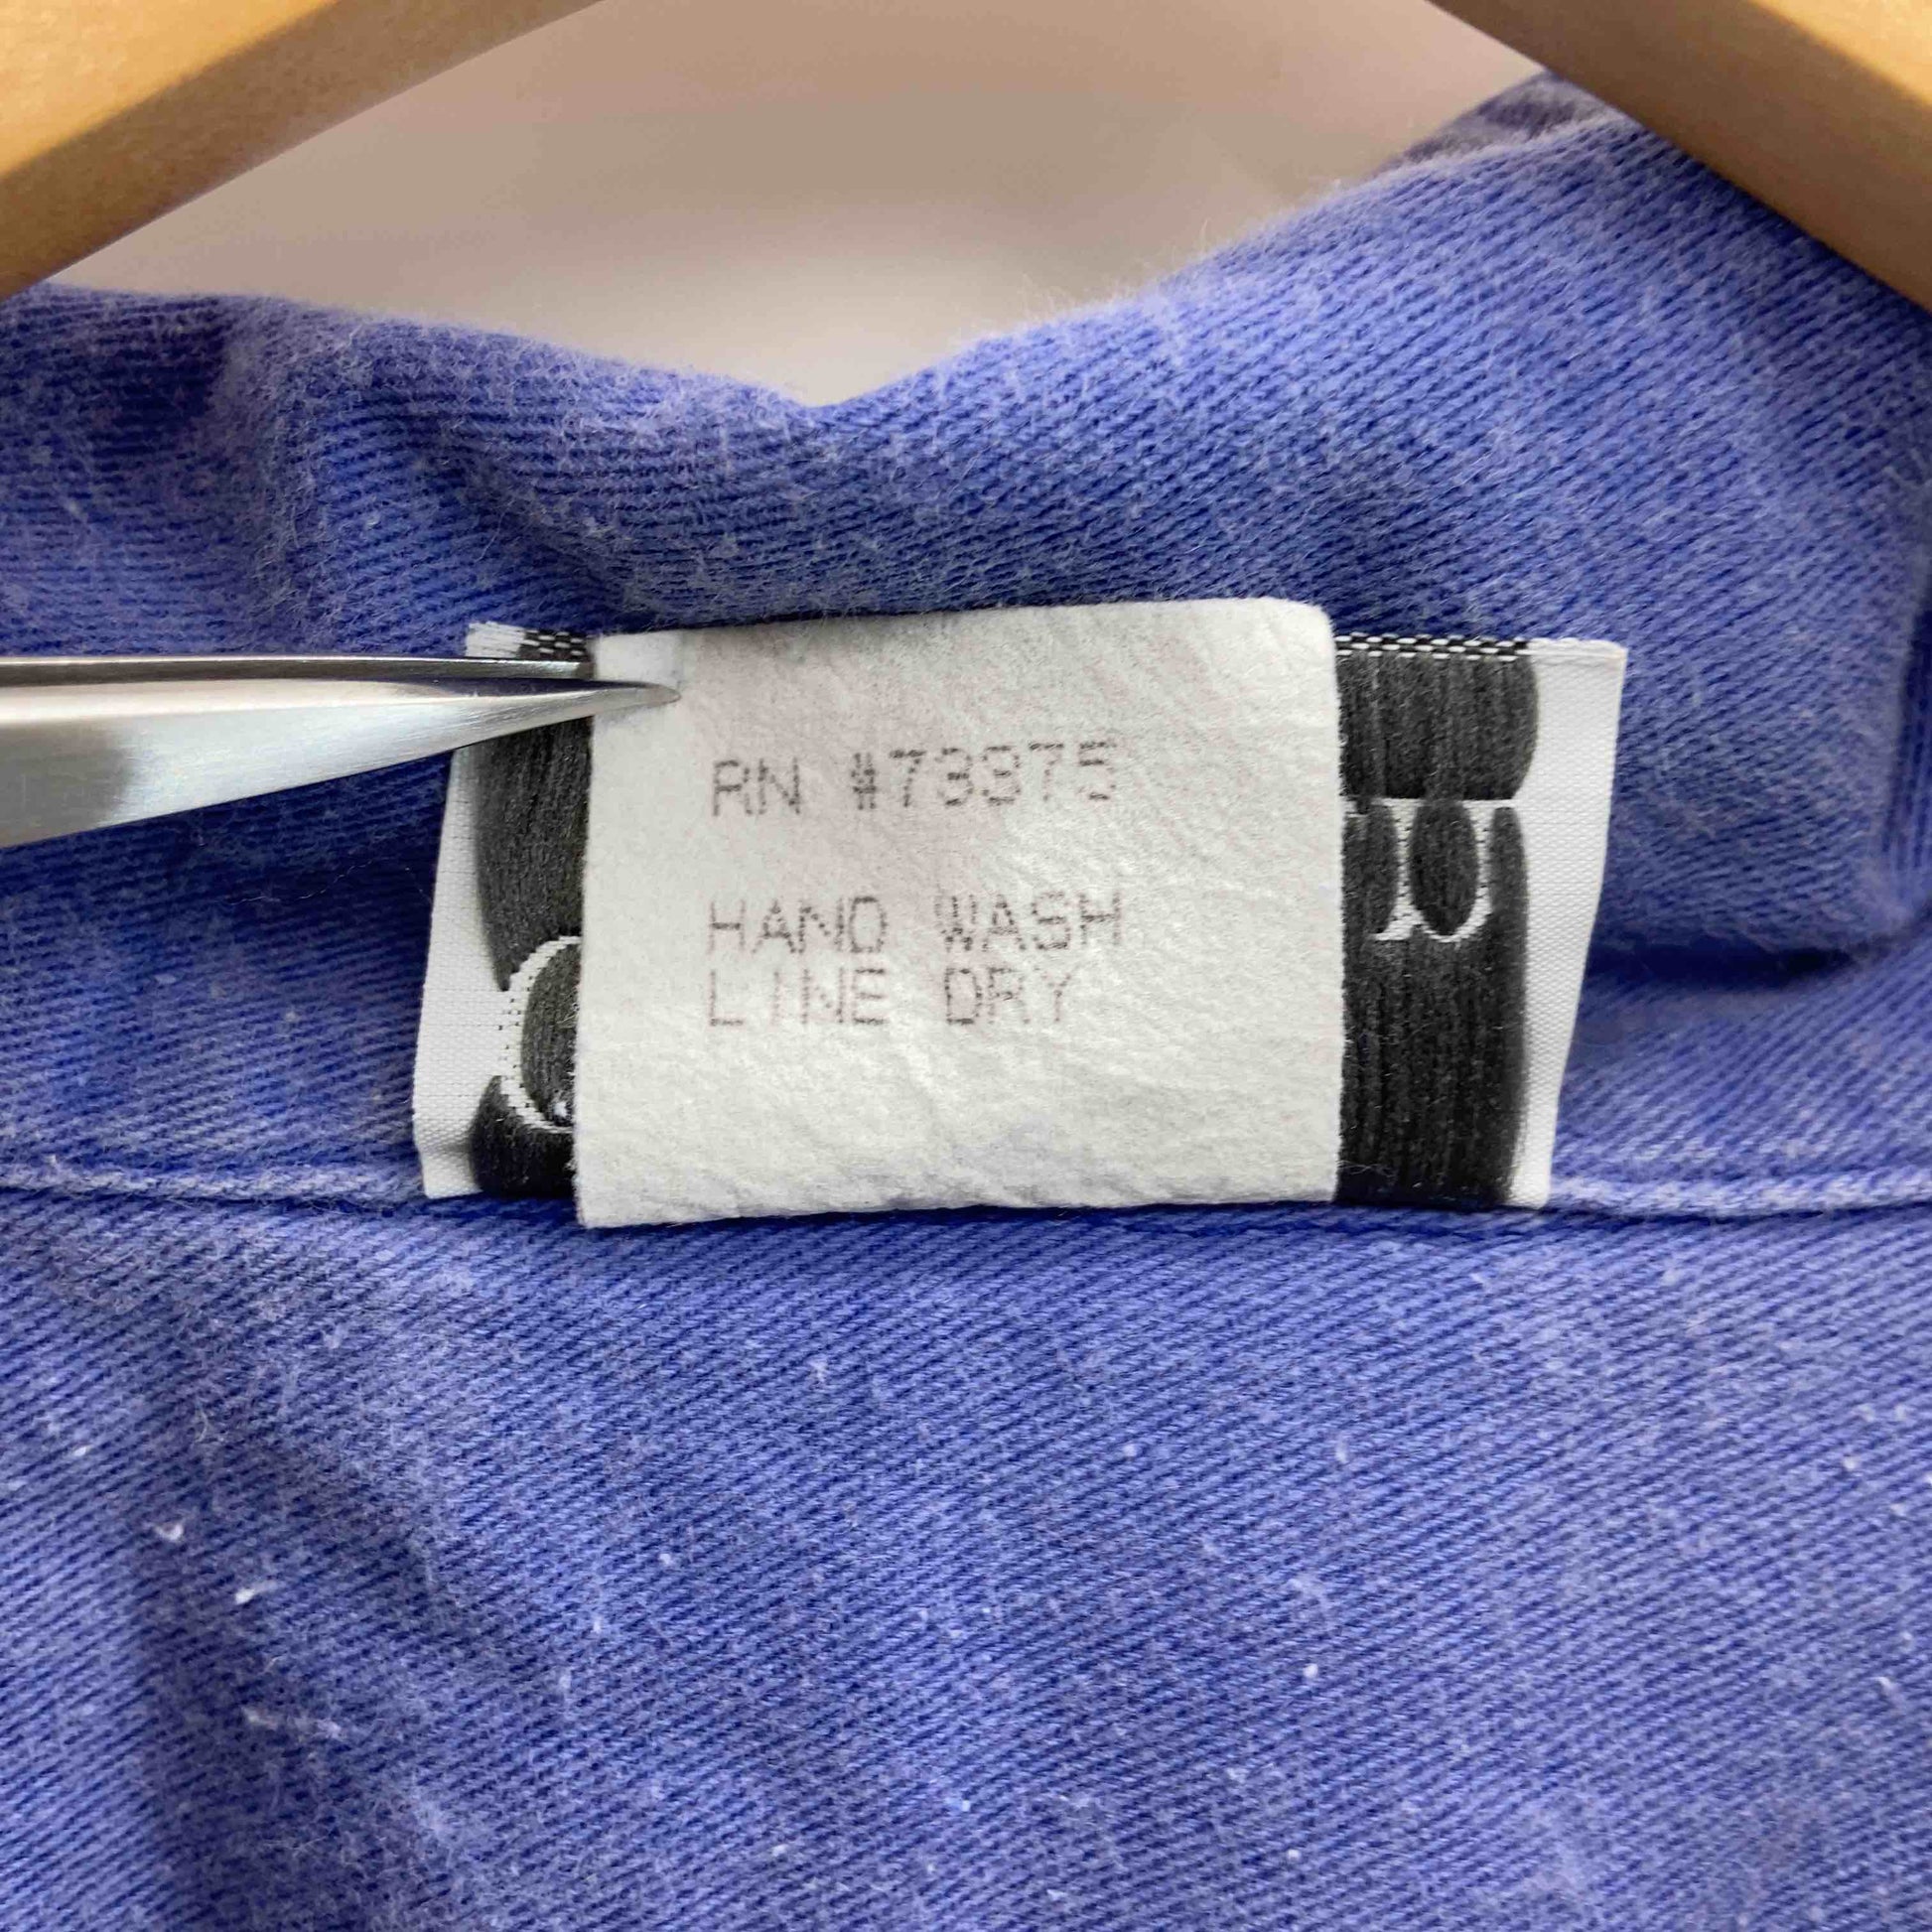 RN #73375
HAND WASH
LINE DRY